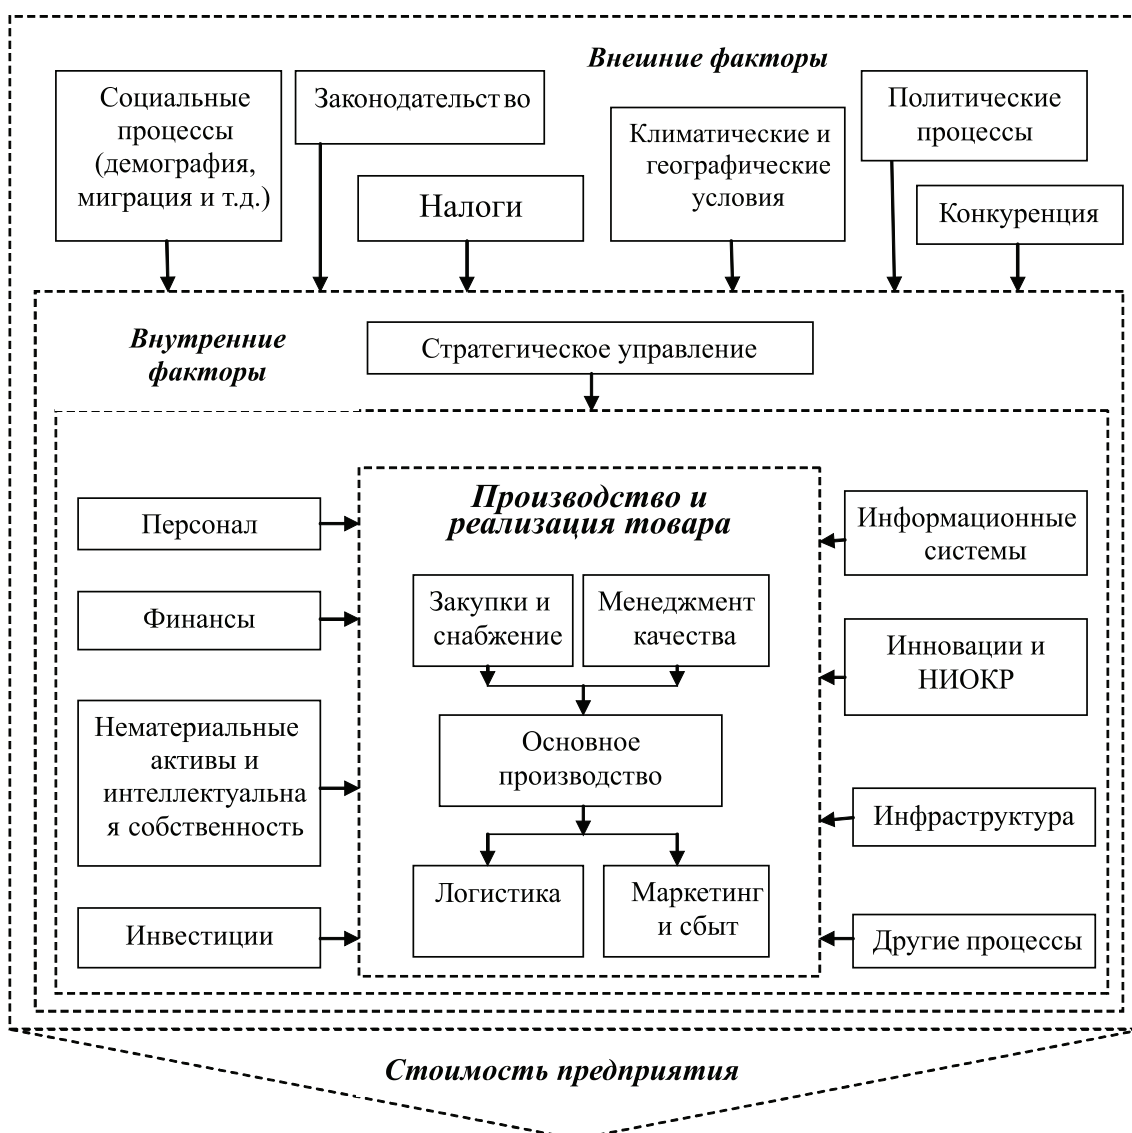 Внешние факторы
Социальные
процессы
(демография,
миграция и т.д.)
Законодательство
Налоги
Климатические и
географические
условия
Политические
процессы
Конкуренция
Внутренние
факторы
Стратегическое управление
Производство и
реализация товара
Персонал
Финансы
Нематериальные
активы и
интеллектуальна
я собственность
Инвестиции
Закупки и
снабжение
Менеджмент
качества
Основное
производство
Логистика
Маркетинг
и сбыт
Информационные
системы
Инновации и
НИОКР
Инфраструктура
Другие процессы
Стоимость предприятия